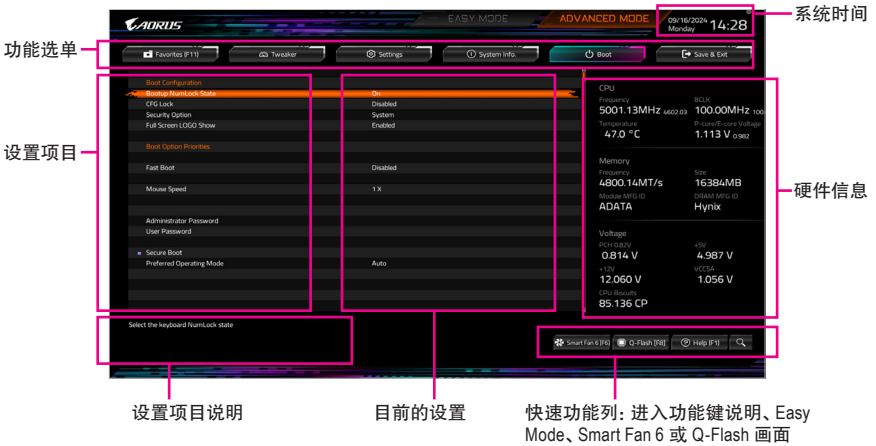 系统时间
AORUS
EASY MODE
ADVANCED MODE
09/16/2024
Monday
14:28
功能选单
Favorites (F11)
Tweaker
Settings
System Info.
Boot
Save & Exit
设置项目
Boot Configuration
Bootup NumLock State On
CFG Lock Disabled
Security Option System
Full Screen LOGO Show Enabled
Boot Option Priorities
Fast Boot Disabled
Mouse Speed 1 X
Administrator Password
User Password
Secure Boot
Preferred Operating Mode Auto
CPU
Frequency BCLK
5001.13MHz 4602.03 100.00MHz 100.
Temperature P-core/E-core Voltage
47.0 °C 1.113 V 0.982
Memory
Frequency Size
4800.14MT/s 16384MB
Module MFG ID DRAM MFG ID
ADATA Hynix
Voltage
PCH 0.82V +5V
0.814 V 4.987 V
+12V VCCSA
12.060 V 1.056 V
CPU Biscuits
85.136 CP
硬件信息
Select the keyboard NumLock state
Smart Fan 6 [F6]
Q-Flash [F8]
Help [F1]
设置项目说明
目前的设置
快速功能列: 进入功能键说明、Easy
Mode、Smart Fan 6 或 Q-Flash 画面